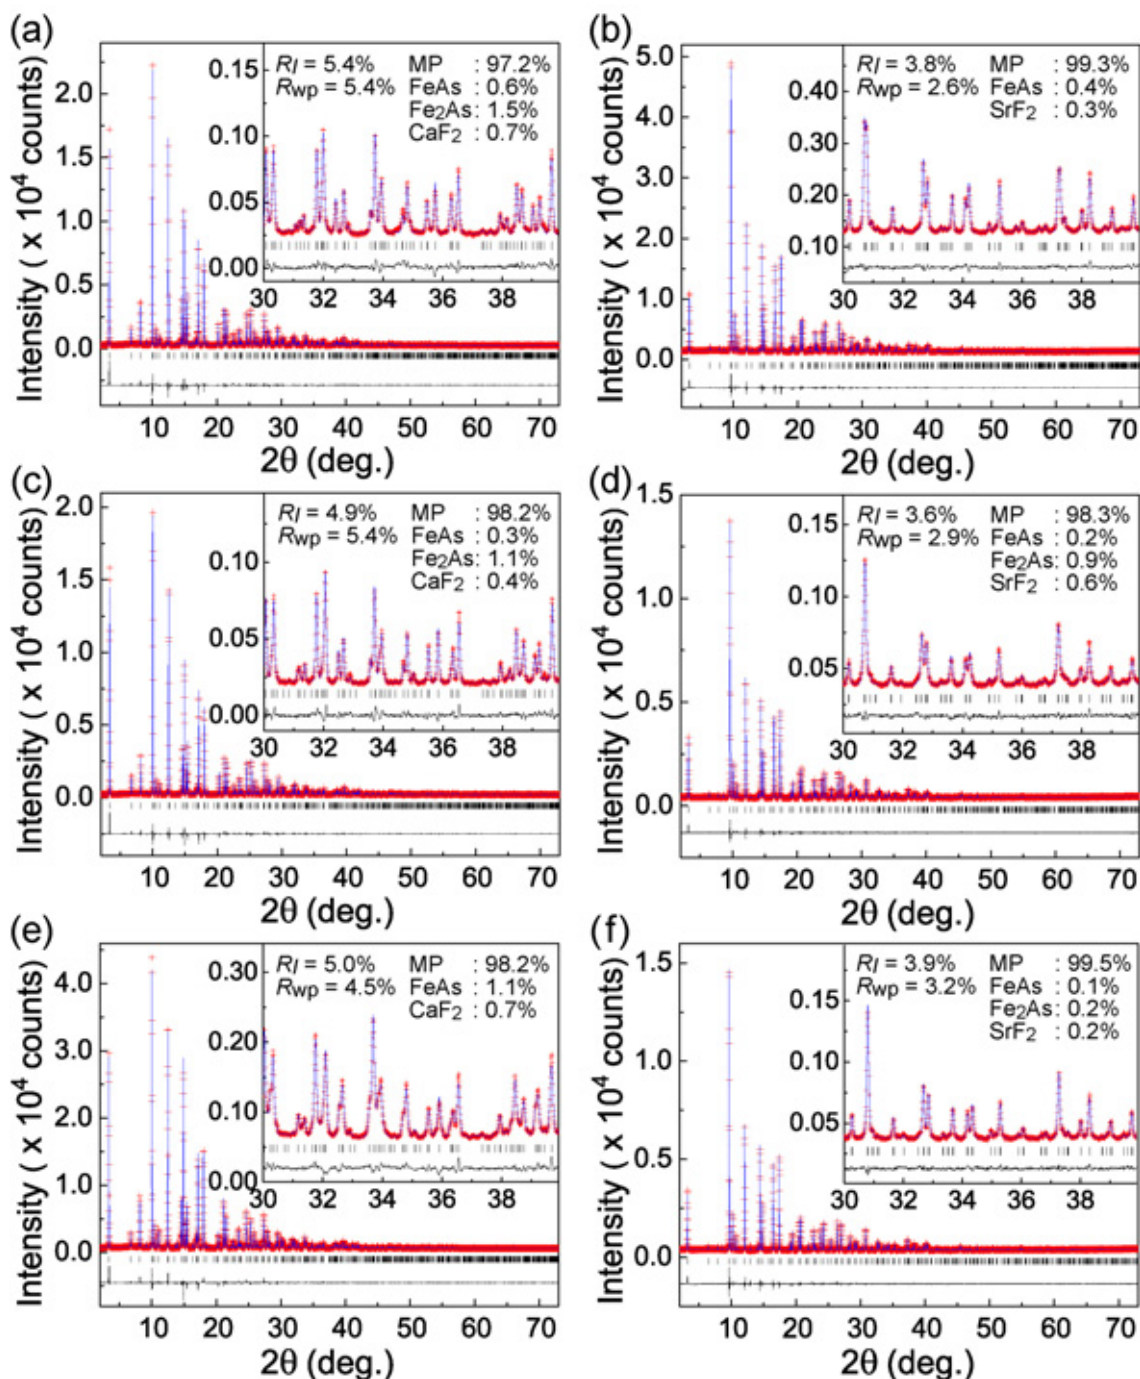 (a)
Intensity ( x 10⁴ counts)
2.0
1.5
1.0
0.5
0.0
R_I = 5.4% MP : 97.2%
R_wp = 5.4% FeAs : 0.6%
Fe₂As : 1.5%
CaF₂ : 0.7%
0.15
0.10
0.05
0.00
30 32 34 36 38
10 20 30 40 50 60 70
2θ (deg.)
(b)
Intensity ( x 10⁴ counts)
5.0
4.0
3.0
2.0
1.0
0.0
R_I = 3.8% MP : 99.3%
R_wp = 2.6% FeAs : 0.4%
SrF₂ : 0.3%
0.40
0.30
0.20
0.10
30 32 34 36 38
10 20 30 40 50 60 70
2θ (deg.)
(c)
Intensity ( x 10⁴ counts)
2.0
1.5
1.0
0.5
0.0
R_I = 4.9% MP : 98.2%
R_wp = 5.4% FeAs : 0.3%
Fe₂As : 1.1%
CaF₂ : 0.4%
0.10
0.05
0.00
30 32 34 36 38
10 20 30 40 50 60 70
2θ (deg.)
(d)
Intensity ( x 10⁴ counts)
1.5
1.0
0.5
0.0
R_I = 3.6% MP : 98.3%
R_wp = 2.9% FeAs : 0.2%
Fe₂As : 0.9%
SrF₂ : 0.6%
0.15
0.10
0.05
30 32 34 36 38
10 20 30 40 50 60 70
2θ (deg.)
(e)
Intensity ( x 10⁴ counts)
4.0
3.0
2.0
1.0
0.0
R_I = 5.0% MP : 98.2%
R_wp = 4.5% FeAs : 1.1%
CaF₂ : 0.7%
0.30
0.20
0.10
0.00
30 32 34 36 38
10 20 30 40 50 60 70
2θ (deg.)
(f)
Intensity ( x 10⁴ counts)
1.5
1.0
0.5
0.0
R_I = 3.9% MP : 99.5%
R_wp = 3.2% FeAs : 0.1%
Fe₂As : 0.2%
SrF₂ : 0.2%
0.15
0.10
0.05
30 32 34 36 38
10 20 30 40 50 60 70
2θ (deg.)